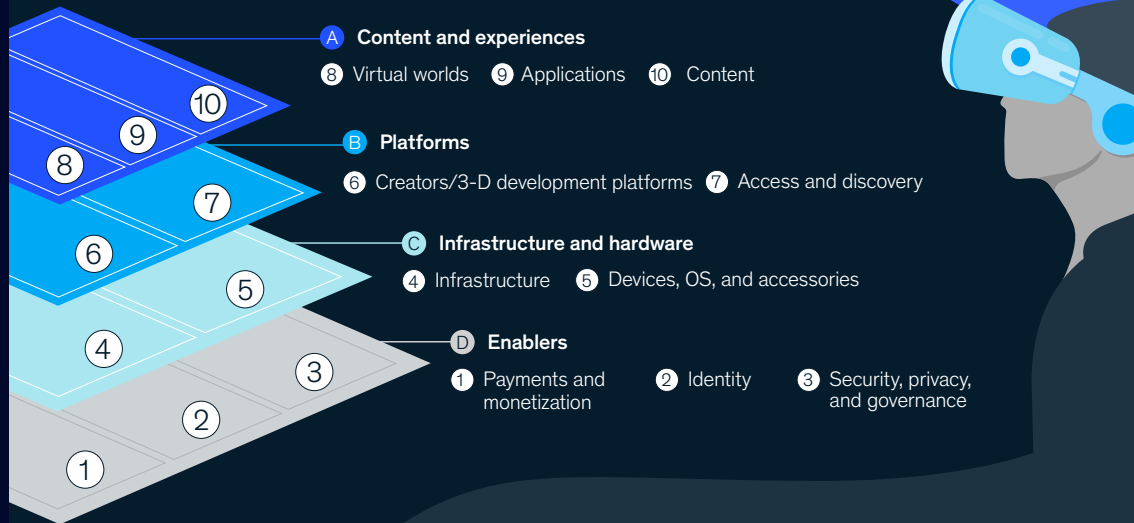 A Content and experiences
8 Virtual worlds 9 Applications 10 Content
10
9
8
B Platforms
6 Creators/3-D development platforms 7 Access and discovery
7
6
C Infrastructure and hardware
4 Infrastructure 5 Devices, OS, and accessories
5
4
D Enablers
1 Payments and monetization 2 Identity 3 Security, privacy, and governance
3
2
1